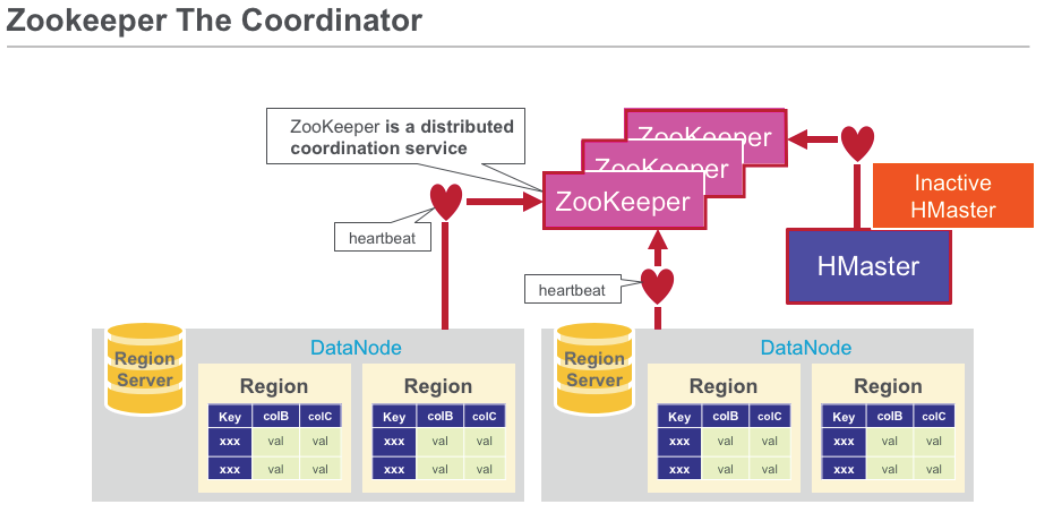 Zookeeper The Coordinator
ZooKeeper is a distributed
coordination service
ZooKeeper
ZooKeeper
ZooKeeper
Inactive
HMaster
HMaster
heartbeat
heartbeat
Region
Server
DataNode
Region
Key colB colC
xxx val val
xxx val val
Region
Key colB colC
xxx val val
xxx val val
Region
Server
DataNode
Region
Key colB colC
xxx val val
xxx val val
Region
Key colB colC
xxx val val
xxx val val